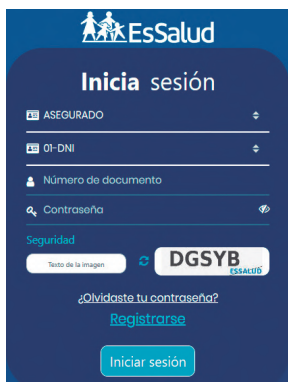 EsSalud
Inicia sesión
ASEGURADO
01-DNI
Número de documento
Contraseña
Seguridad
Texto de la imagen
DGSYB
ESSALUD
¿Olvidaste tu contraseña?
Registrarse
Iniciar sesión